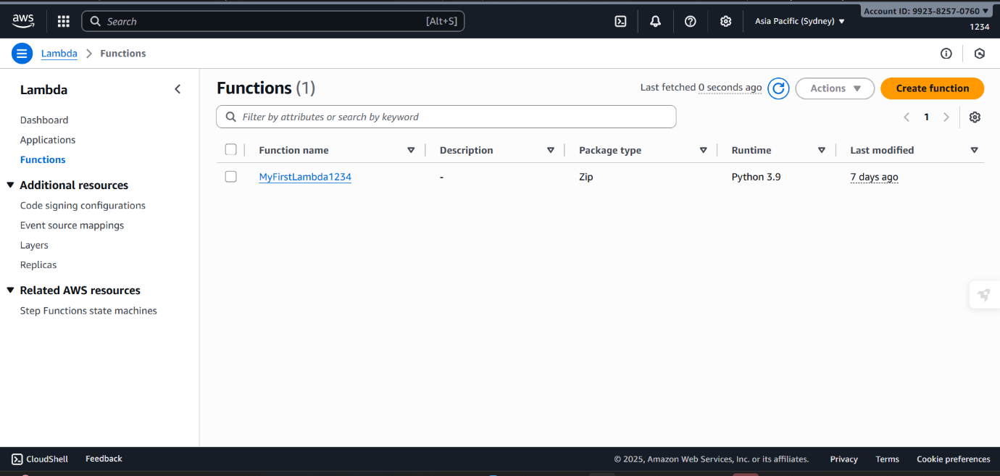 aws
Search
[Alt+S]
Asia Pacific (Sydney)
Account ID: 9923-8257-0760
1234
Lambda
Functions
Lambda
Dashboard
Applications
Functions
Additional resources
Code signing configurations
Event source mappings
Layers
Replicas
Related AWS resources
Step Functions state machines
Functions (1)
Last fetched 0 seconds ago
Actions
Create function
Filter by attributes or search by keyword
1
Function name Description Package type Runtime Last modified
MyFirstLambda1234 - Zip Python 3.9 7 days ago
CloudShell Feedback © 2025, Amazon Web Services, Inc. or its affiliates. Privacy Terms Cookie preferences